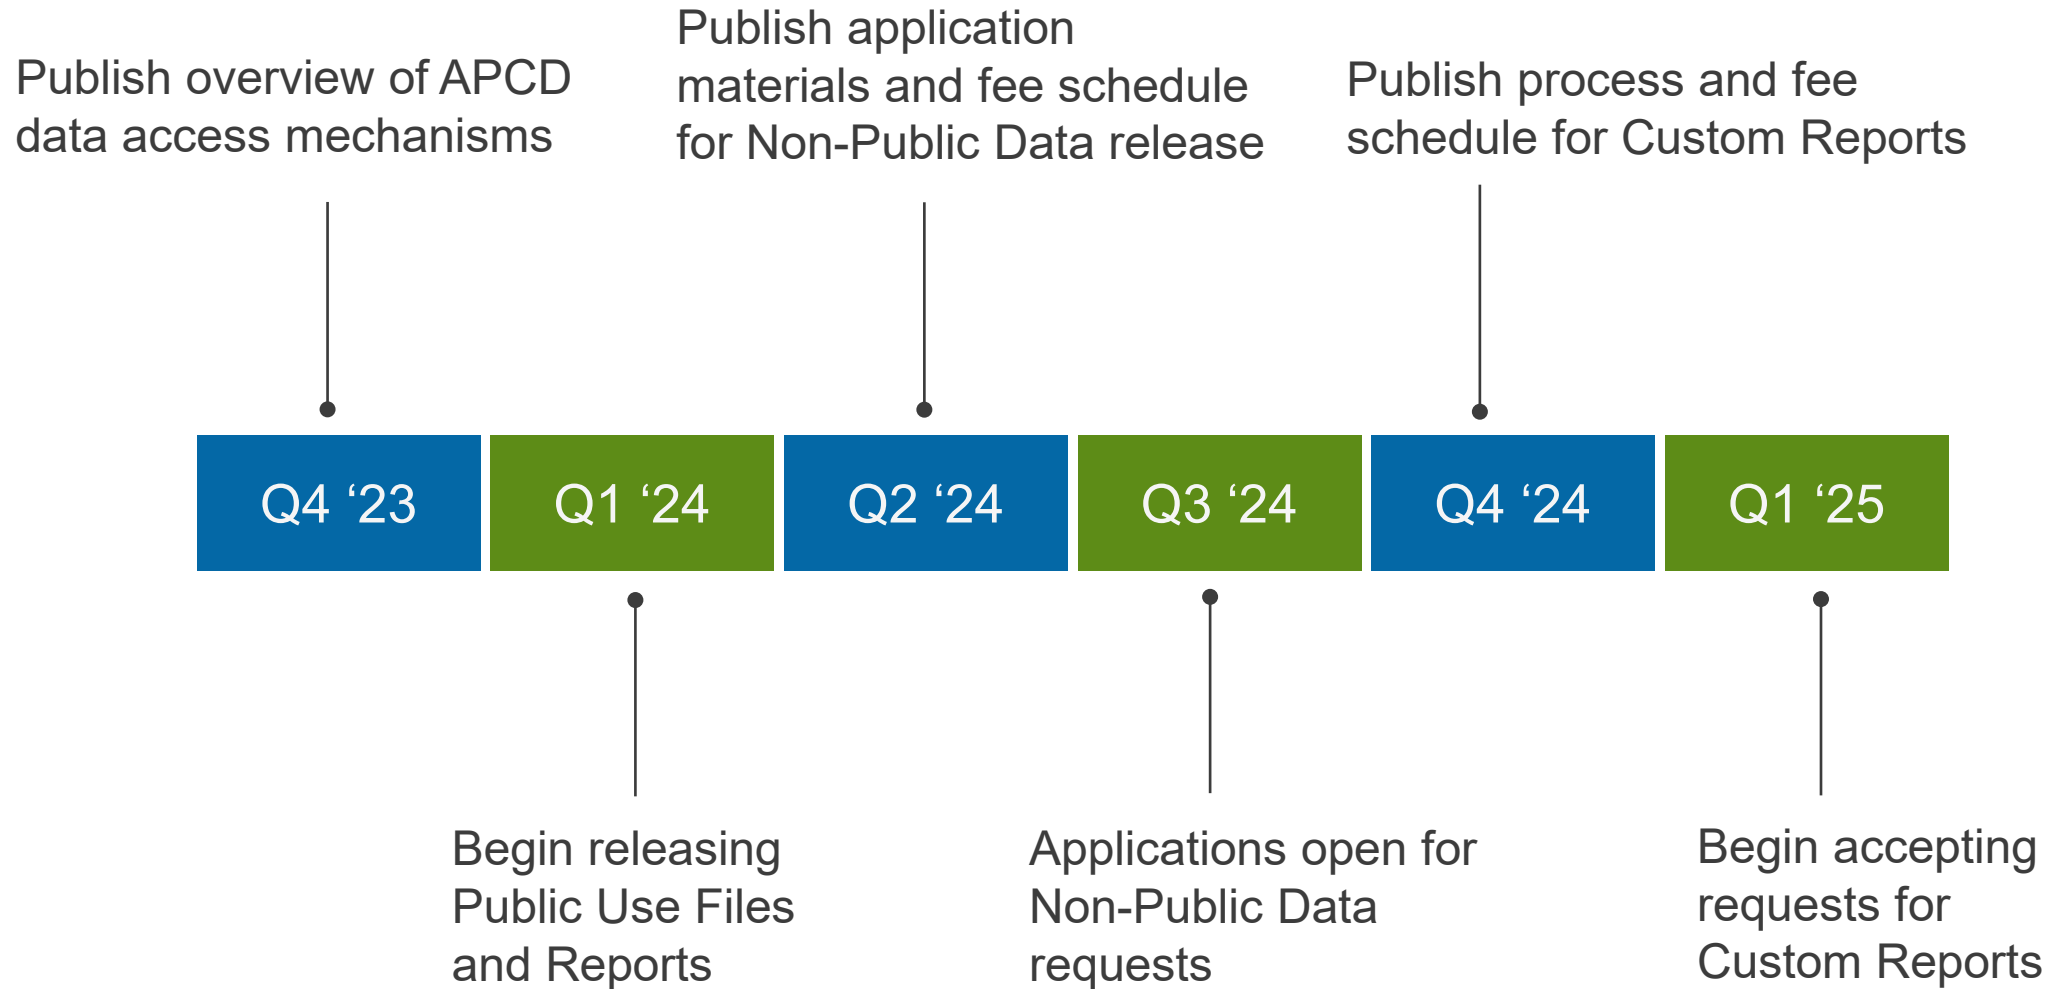 Publish overview of APCD
data access mechanisms
Publish application
materials and fee schedule
for Non-Public Data release
Publish process and fee
schedule for Custom Reports
Q4 ‘23
Q1 ‘24
Q2 ‘24
Q3 ‘24
Q4 ‘24
Q1 ‘25
Begin releasing
Public Use Files
and Reports
Applications open for
Non-Public Data
requests
Begin accepting
requests for
Custom Reports